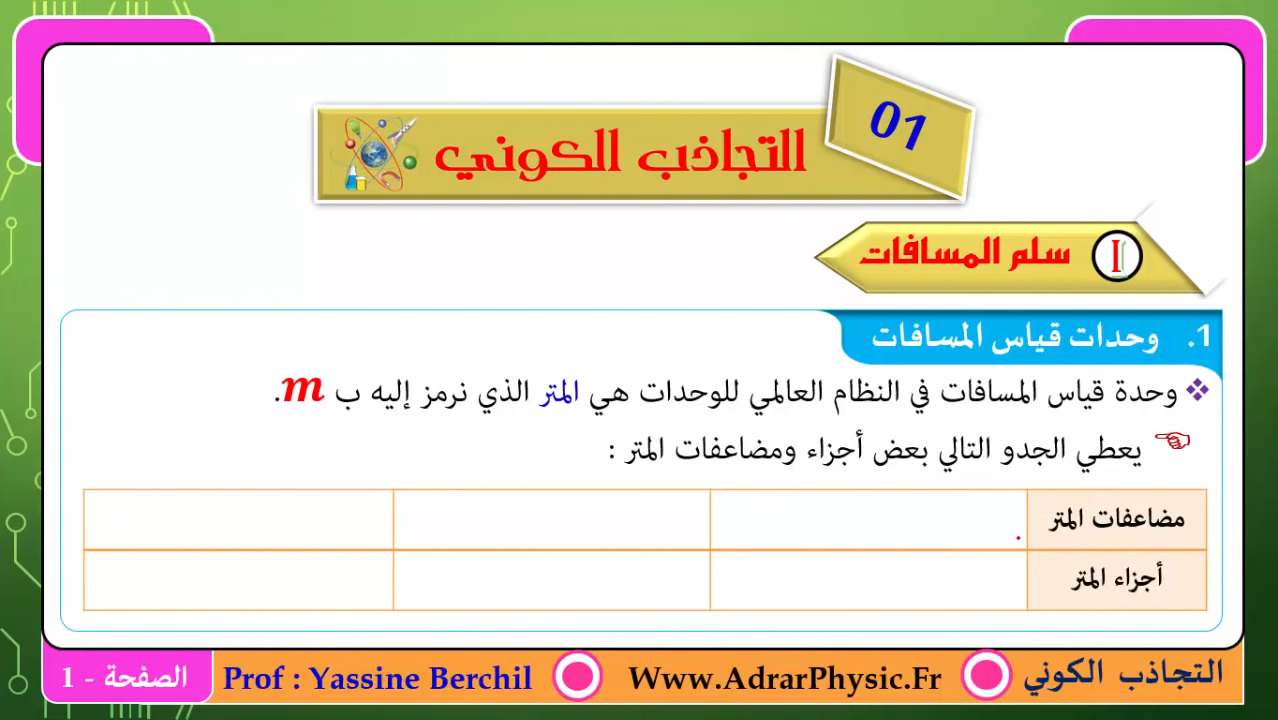 01
التجاذب الكوني
I سلم المسافات
1. وحدات قياس المسافات
❖ وحدة قياس المسافات في النظام العالمي للوحدات هي المتر الذي نرمز إليه ب m.
يعطي الجدو التالي بعض أجزاء ومضاعفات المتر :
مضاعفات المتر
أجزاء المتر
التجاذب الكوني Www.AdrarPhysic.Fr Prof : Yassine Berchil الصفحة - 1